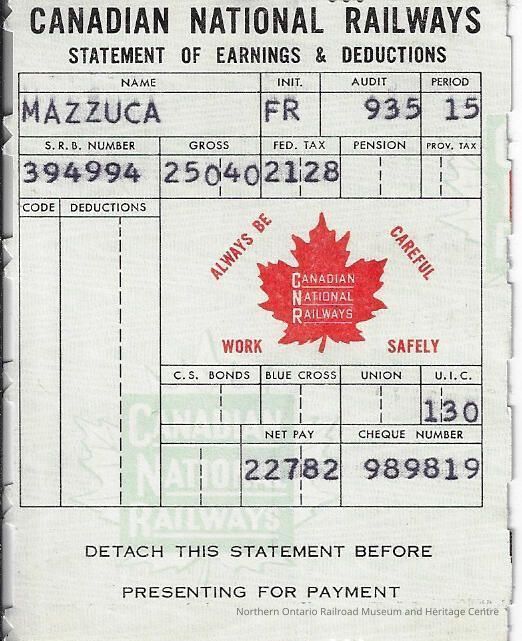 CANADIAN NATIONAL RAILWAYS
STATEMENT OF EARNINGS & DEDUCTIONS
NAME INIT. AUDIT PERIOD
MAZZUCA FR 935 15
S.R.B. NUMBER GROSS FED. TAX PENSION PROV. TAX
394994 25040 2128
CODE DEDUCTIONS
ALWAYS BE CAREFUL
CANADIAN
NATIONAL
RAILWAYS
WORK SAFELY
C.S. BONDS BLUE CROSS UNION U.I.C.
130
CANADIAN
NATIONAL
RAILWAYS
NET PAY CHEQUE NUMBER
22782 989819
DETACH THIS STATEMENT BEFORE
PRESENTING FOR PAYMENT
Northern Ontario Railroad Museum and Heritage Centre